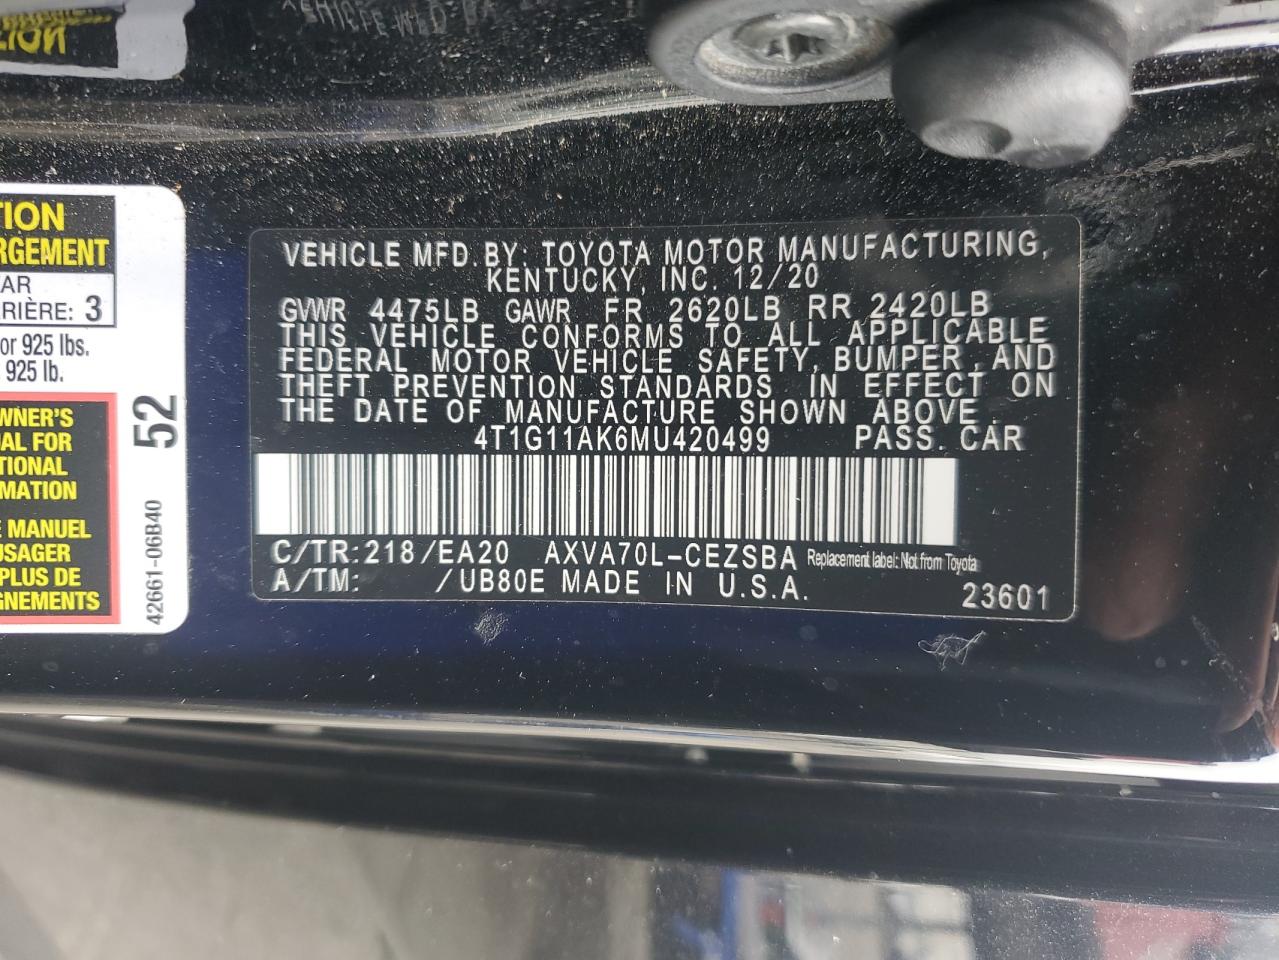 TION
RGEMENT
AR
RIÈRE: 3
or 925 lbs.
925 lb.
WNER'S
UAL FOR
TIONAL
RMATION
E MANUEL
USAGER
PLUS DE
GNEMENTS
52
42661-06B40
VEHICLE MFD BY: TOYOTA MOTOR MANUFACTURING,
KENTUCKY, INC. 12/20
GVWR 4475LB GAWR FR 2620LB RR 2420LB
THIS VEHICLE CONFORMS TO ALL APPLICABLE
FEDERAL MOTOR VEHICLE SAFETY, BUMPER, AND
THEFT PREVENTION STANDARDS IN EFFECT ON
THE DATE OF MANUFACTURE SHOWN ABOVE.
4T1G11AK6MU420499 PASS. CAR
C/TR:218/EA20 AXVA70L-CEZSBA Replacement label: Not from Toyota
A/TM: /UB80E MADE IN U.S.A.
23601